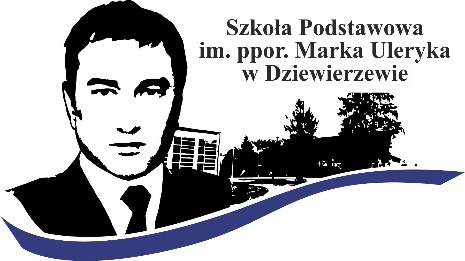 Szkoła Podstawowa
im. ppor. Marka Uleryka
w Dziewierzewie